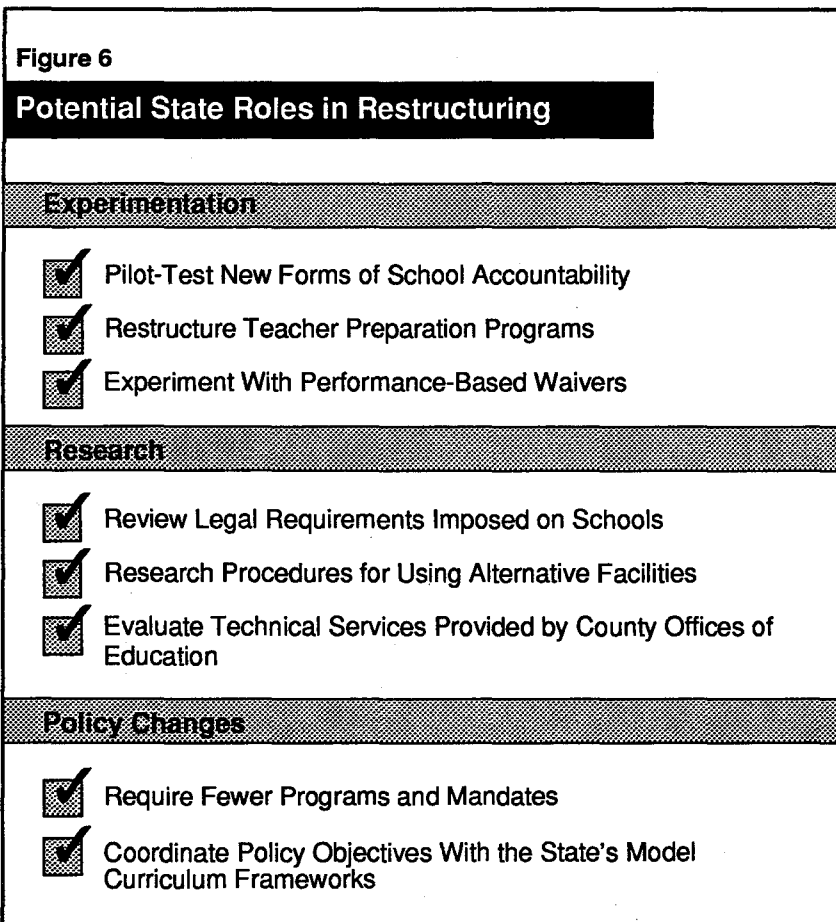 Figure 6
Potential State Roles in Restructuring
Experimentation
Pilot-Test New Forms of School Accountability
Restructure Teacher Preparation Programs
Experiment With Performance-Based Waivers
Research
Review Legal Requirements Imposed on Schools
Research Procedures for Using Alternative Facilities
Evaluate Technical Services Provided by County Offices of
Education
Policy Changes
Require Fewer Programs and Mandates
Coordinate Policy Objectives With the State's Model
Curriculum Frameworks